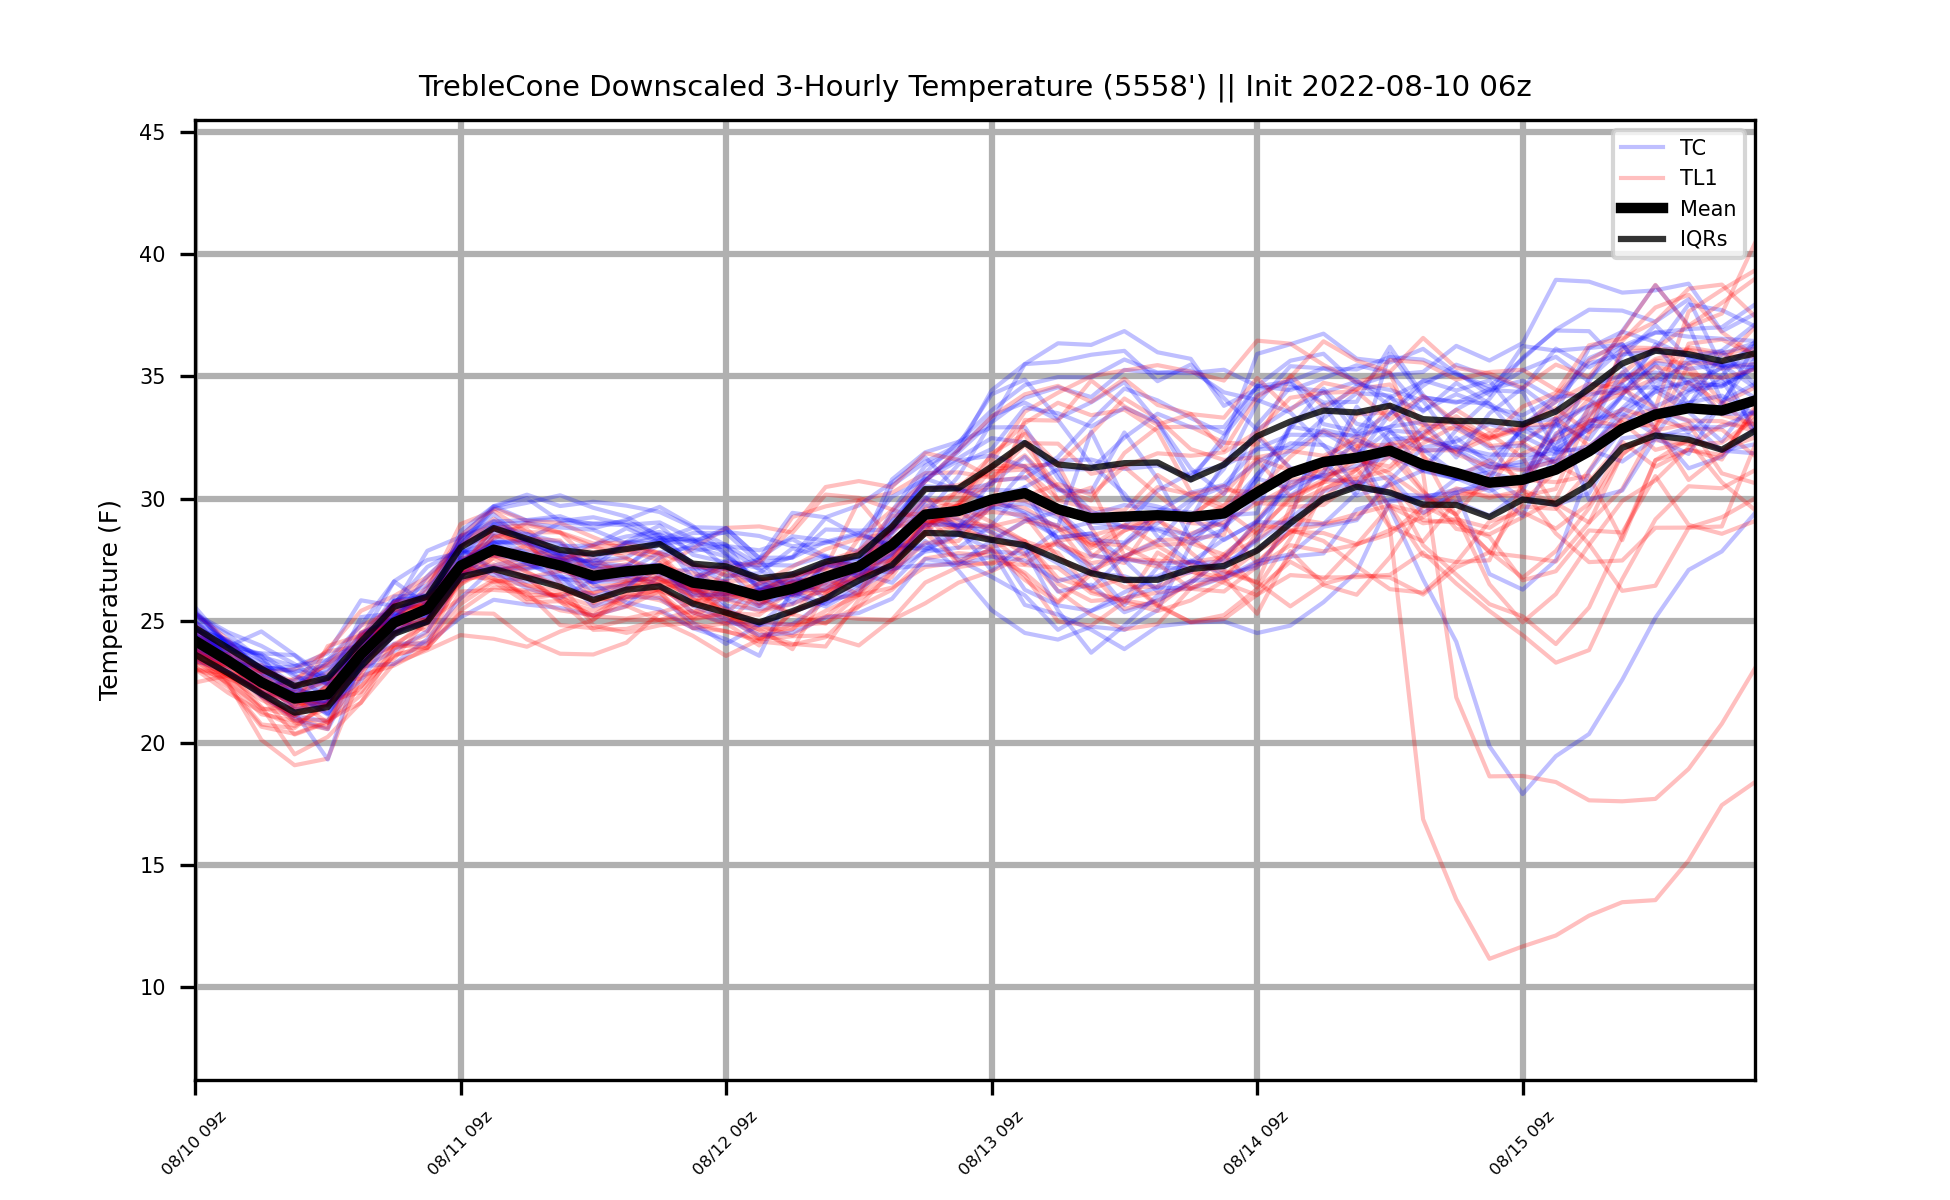 TrebleCone Downscaled 3-Hourly Temperature (5558') || Init 2022-08-10 06z
TC
TL1
Mean
IQRs
Temperature (F)
45
40
35
30
25
20
15
10
08/10 09z
08/11 09z
08/12 09z
08/13 09z
08/14 09z
08/15 09z